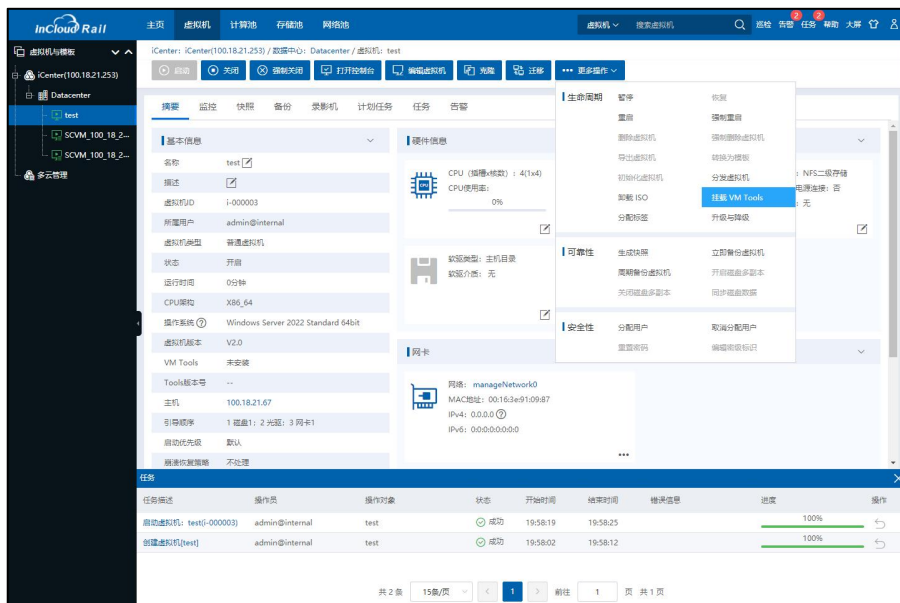 InCloud Rail
主页 虚拟机 计算池 存储池 网络池
虚拟机 搜索虚拟机 巡检 告警 2 任务 2 帮助 大屏
虚拟机与模板
iCenter(100.18.21.253)
Datacenter
test
SCVM_100_18_2...
SCVM_100_18_2...
多云管理
iCenter: iCenter(100.18.21.253) / 数据中心: Datacenter / 虚拟机: test
启动 关闭 强制关闭 打开控制台 编辑虚拟机 克隆 迁移 ••• 更多操作
摘要 监控 快照 备份 录影机 计划任务 任务 告警
基本信息
名称 test
描述
虚拟机ID i-000003
所属用户 admin@internal
虚拟机类型 普通虚拟机
状态 开启
运行时间 0分钟
CPU架构 X86_64
操作系统 ? Windows Server 2022 Standard 64bit
虚拟机版本 V2.0
VM Tools 未安装
Tools版本号 --
主机 100.18.21.67
引导顺序 1 磁盘1; 2 光驱; 3 网卡1
启动优先级 默认
崩溃恢复策略 不处理
硬件信息
CPU (插槽x核数) : 4(1x4)
CPU使用率:
0%
软驱类型: 主机目录
软驱介质: 无
: NFS二级存储
电源连接: 否
: 无
网卡
网络: manageNetwork0
MAC地址: 00:16:3e:91:09:87
IPv4: 0.0.0.0 ?
IPv6: 0:0:0:0:0:0:0:0
•••
生命周期 暂停 恢复
重启 强制重启
删除虚拟机 强制删除虚拟机
导出虚拟机 转换为模板
初始化虚拟机 分发虚拟机
卸载 ISO 挂载 VM Tools
分配标签 升级与降级
可靠性 生成快照 立即备份虚拟机
周期备份虚拟机 开启磁盘多副本
关闭磁盘多副本 同步磁盘数据
安全性 分配用户 取消分配用户
重置密码 编辑密级标识
任务
任务描述 操作员 操作对象 状态 开始时间 结束时间 错误信息 进度 操作
启动虚拟机: test(i-000003) admin@internal test 成功 19:58:19 19:58:25 100%
创建虚拟机[test] admin@internal test 成功 19:58:02 19:58:12 100%
共 2 条 15条/页 < 1 > 前往 1 页 共 1 页